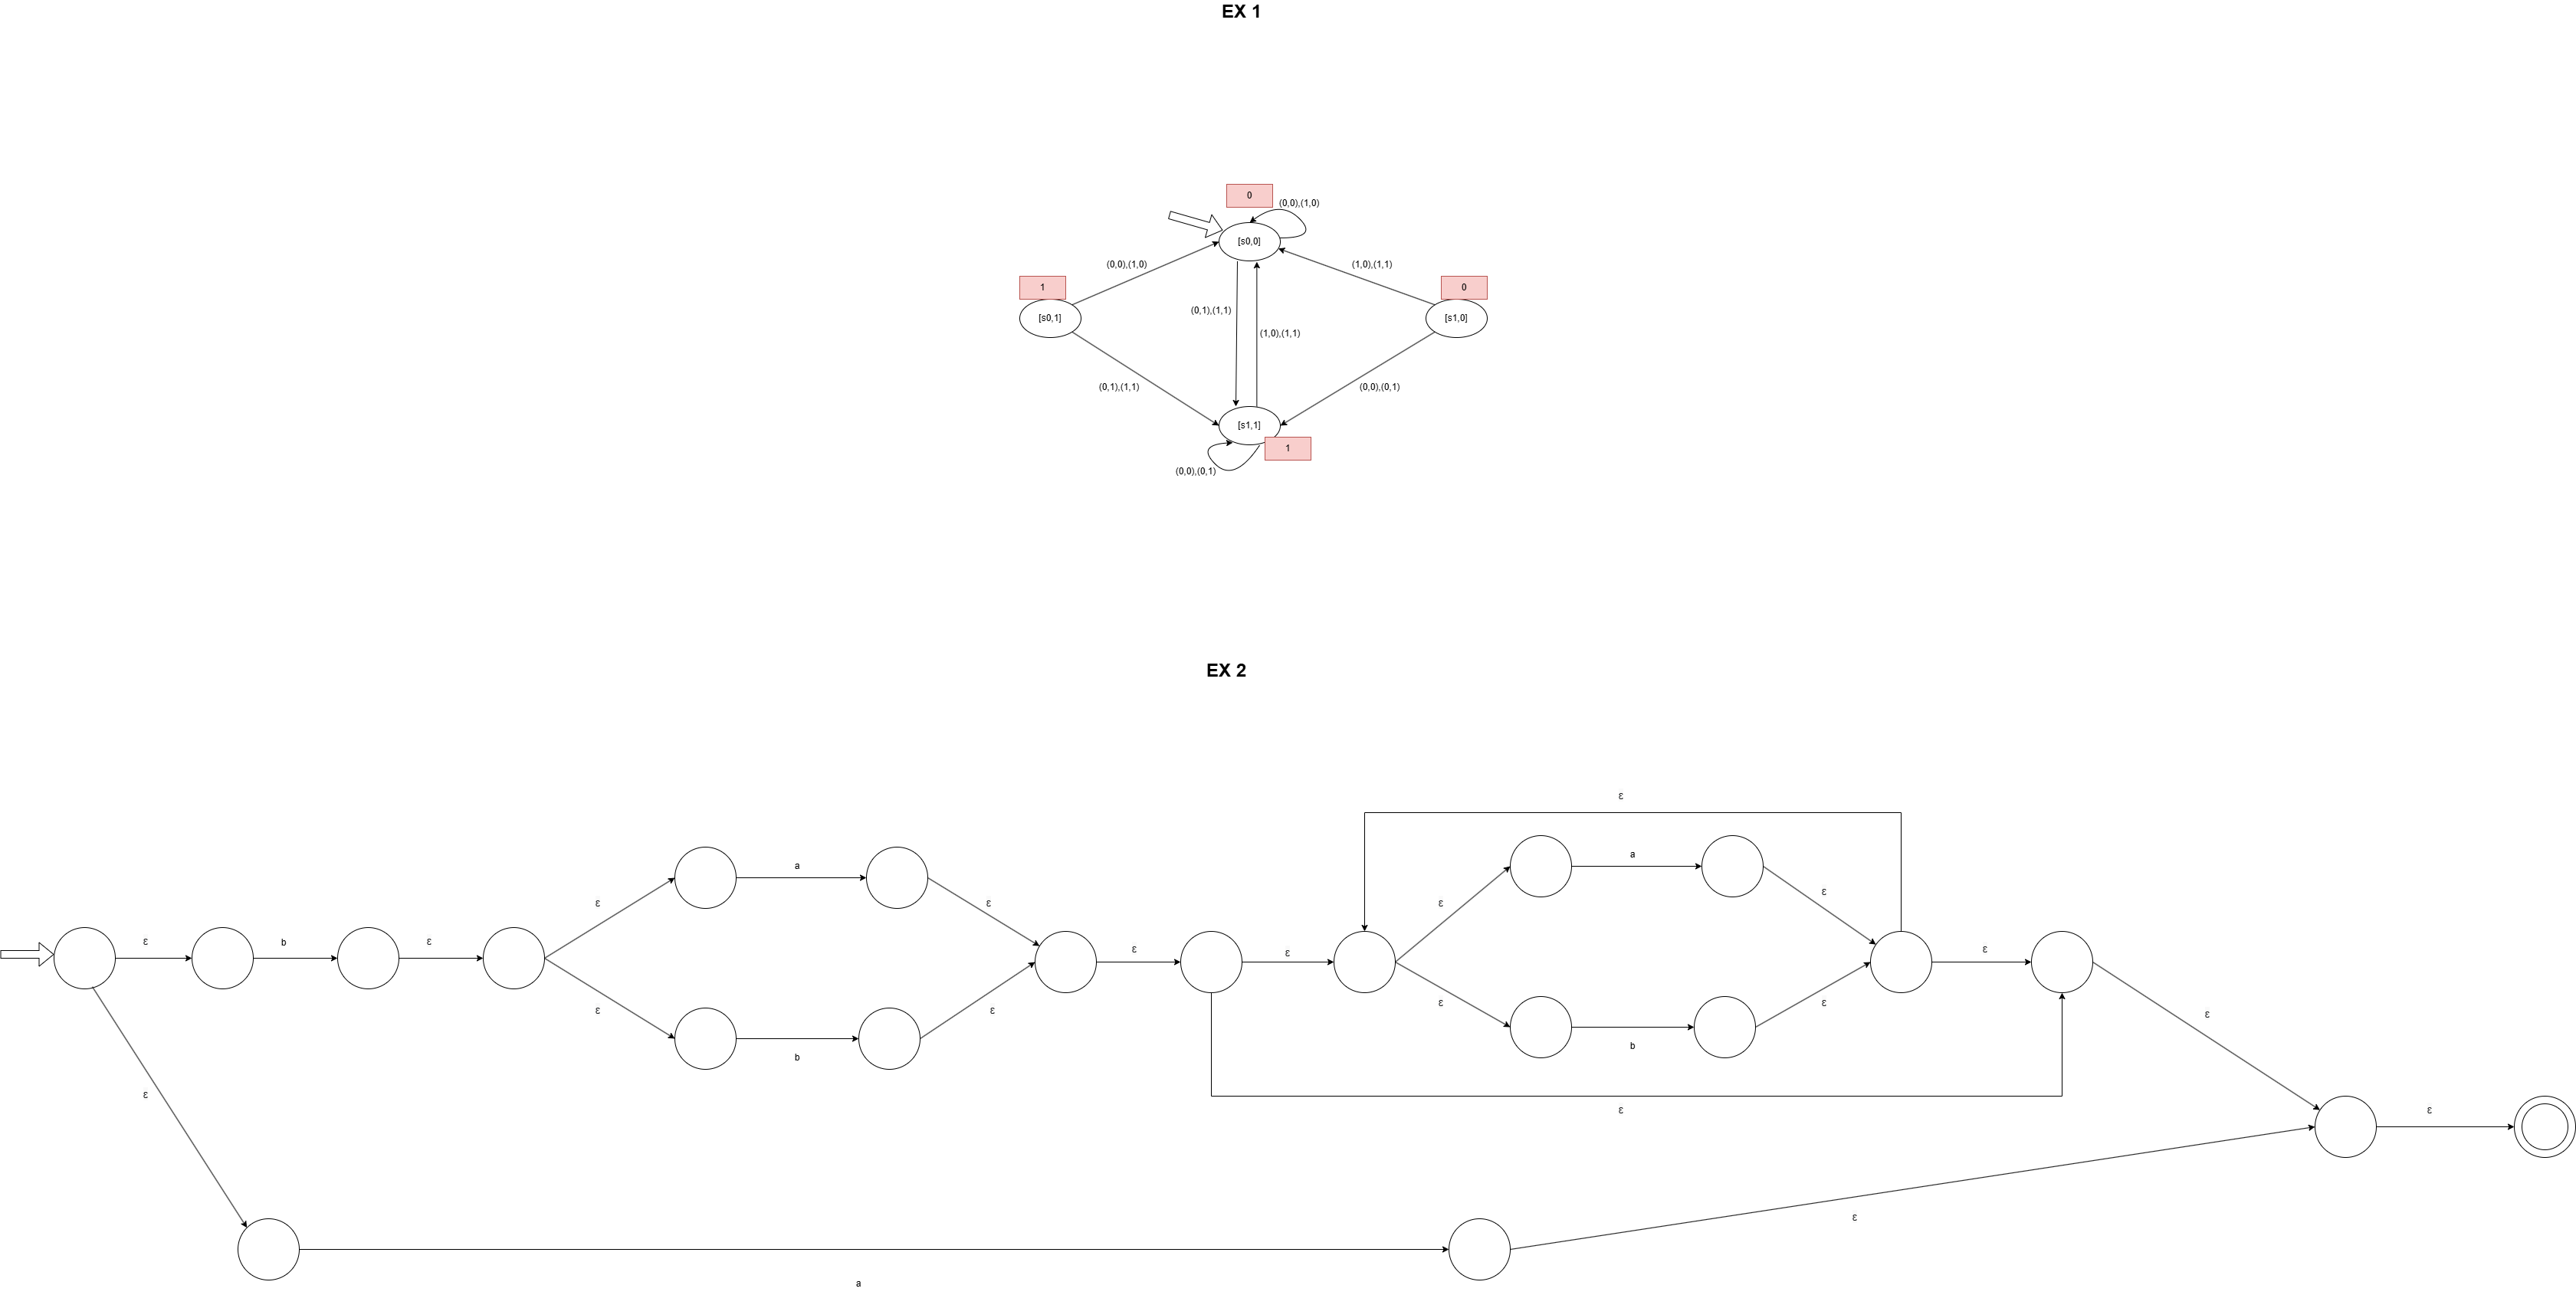 EX 1
0
(0,0),(1,0)
[s0,0]
(0,0),(1,0)
(1,0),(1,1)
1
0
(0,1),(1,1)
[s0,1]
[s1,0]
(1,0),(1,1)
(0,1),(1,1)
(0,0),(0,1)
[s1,1]
1
(0,0),(0,1)
EX 2
ε
a
a
ε
ε
ε
ε
ε
ε
b
ε
ε
ε
ε
ε
ε
ε
ε
ε
b
b
ε
ε
ε
ε
ε
a